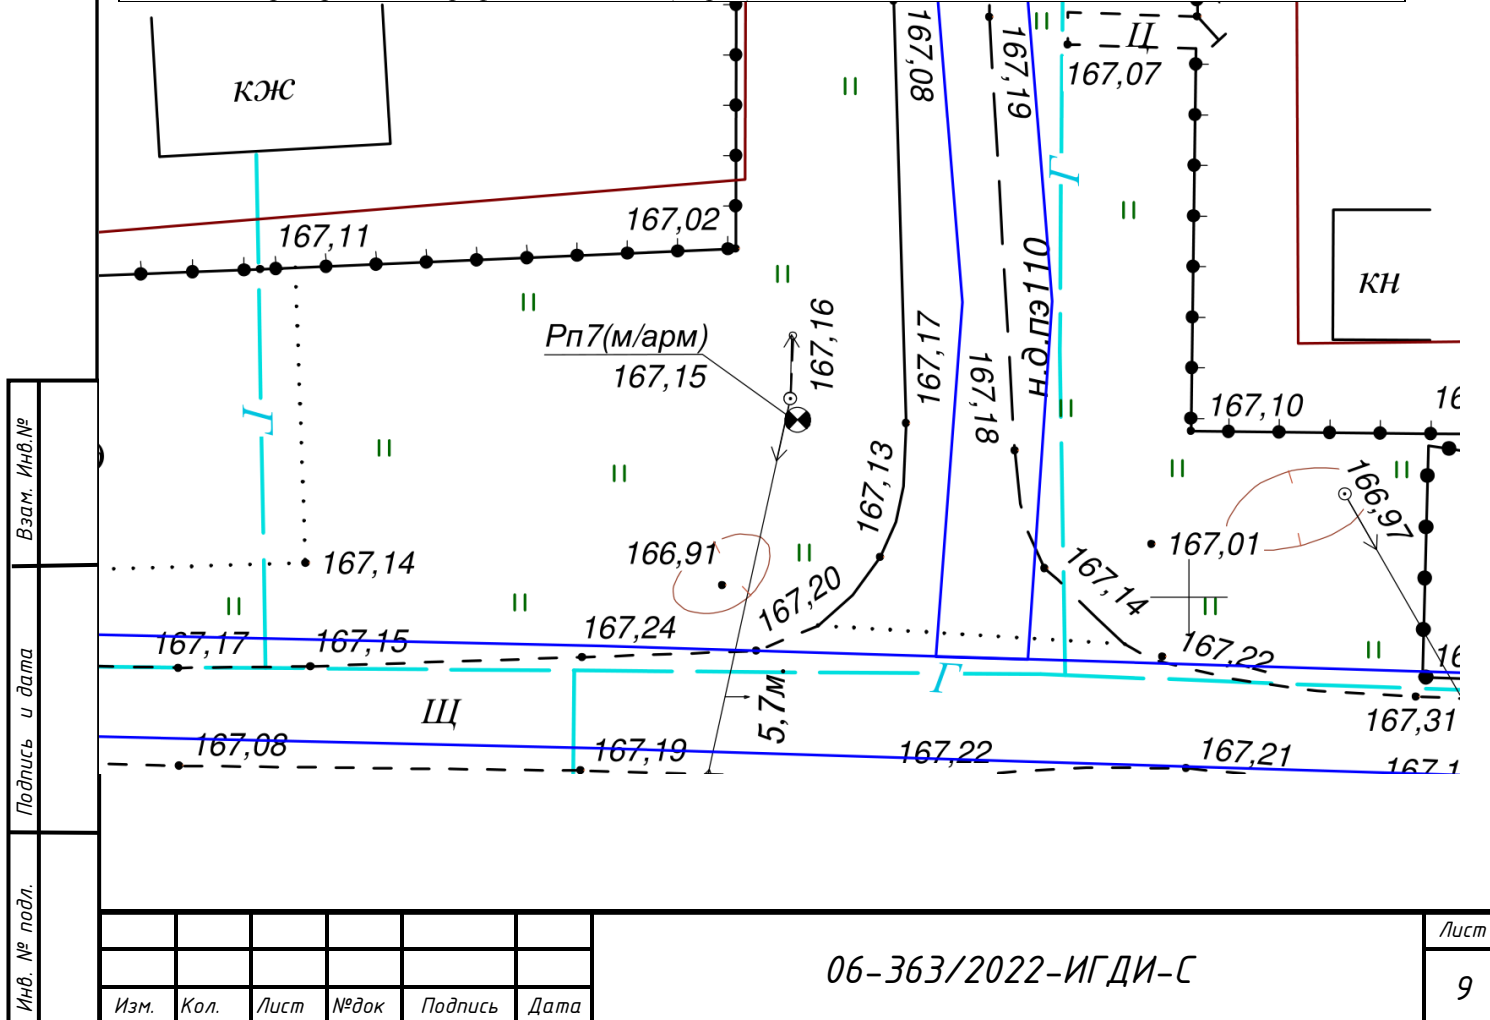 кж
167,08
167,19
Ц
167,07
Г
167,02
167,11
кн
Рп7(м/арм)
167,15
167,16
167,17
167,18
167,10
Г
167,13
166,97
167,01
166,91
167,14
167,20
167,14
167,24
167,17
167,15
167,22
Г
5,7м.
Щ
167,31
167,08
167,19
167,22
167,21
Взам. Инв.№
Подпись и дата
Инв. № подл.
Изм.
Кол.
Лист
№док
Подпись
Дата
06-363/2022-ИГДИ-С
Лист
9